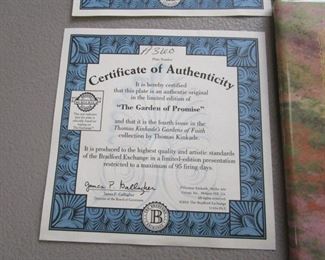 A3W0
Plate Number
Certificate of Authenticity
It is hereby certified
that this plate is an authentic original
in the limited edition of
"The Garden of Promise"
and that it is the fourth issue in the
Thomas Kinkade's Gardens of Faith
collection by Thomas Kinkade.
It is produced to the highest quality and artistic standards
of the Bradford Exchange in a limited-edition presentation
restricted to a maximum of 95 firing days.
James P. Gallagher
James P. Gallagher
B